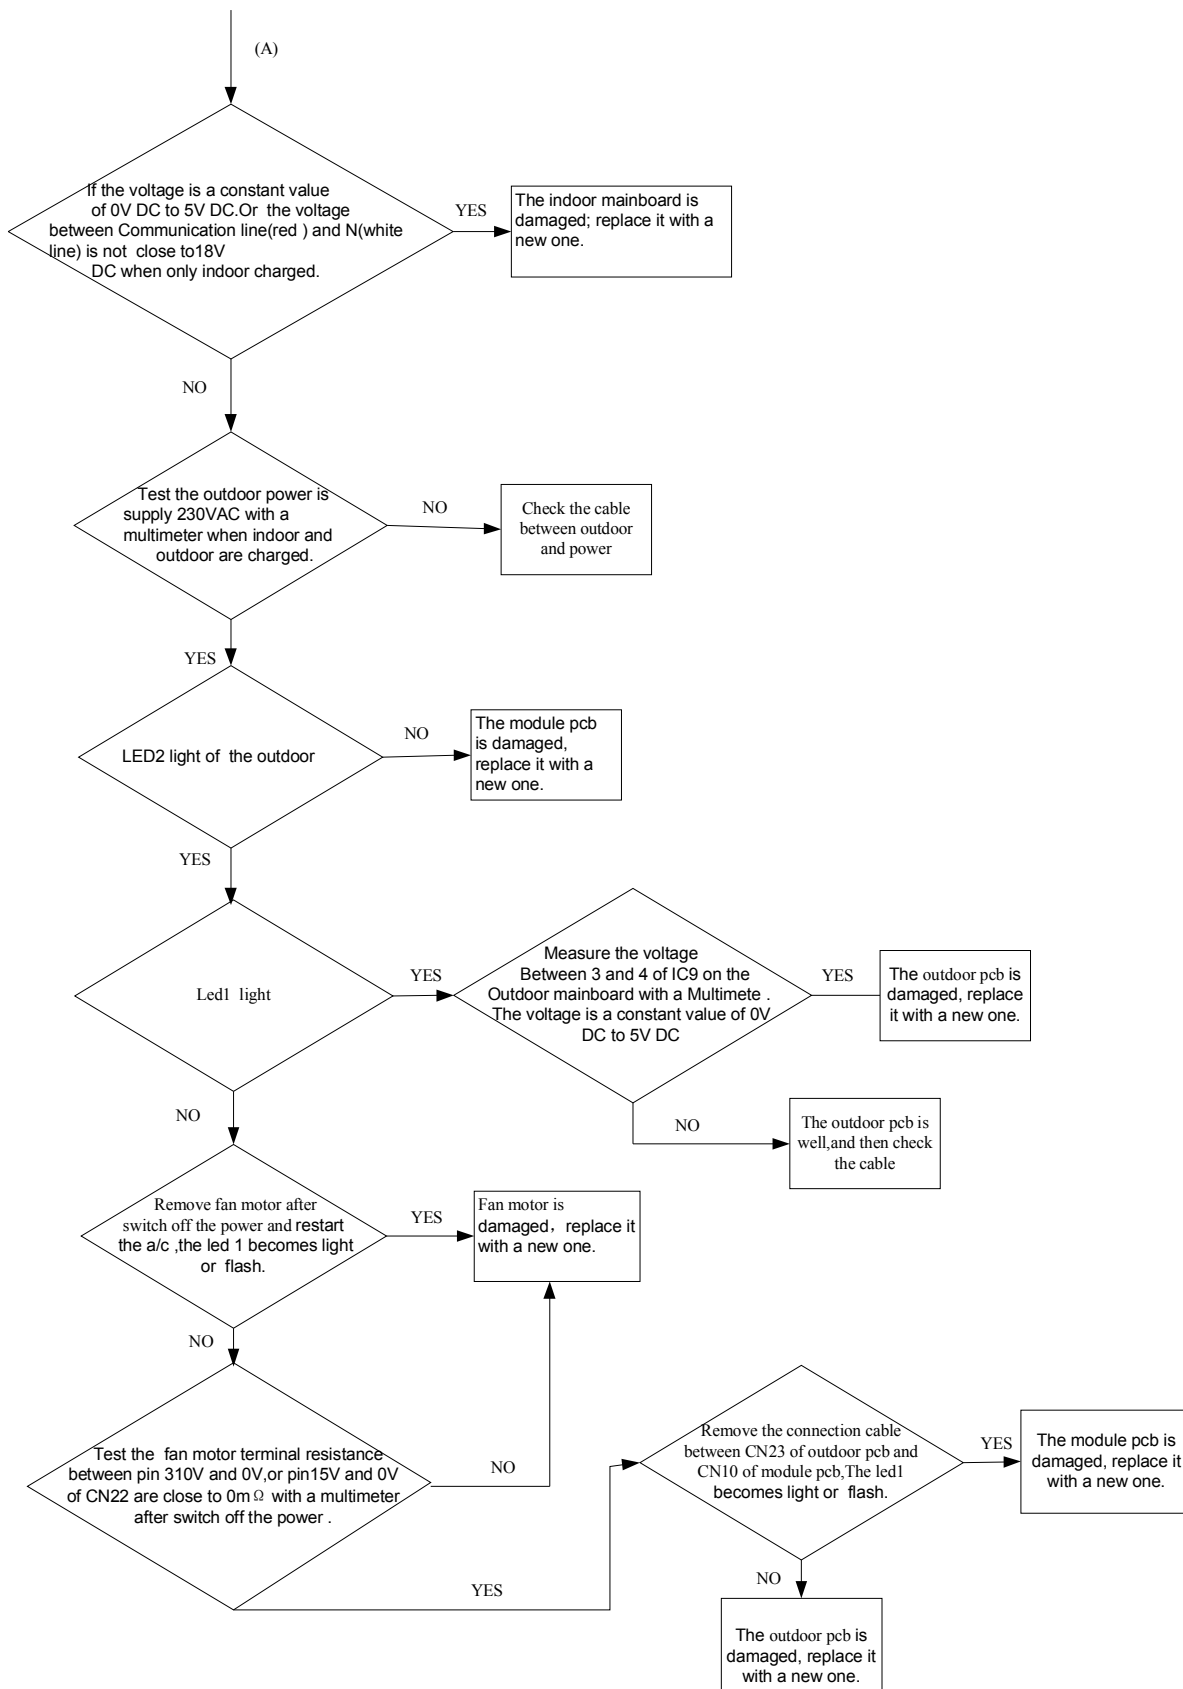 (A)
If the voltage is a constant value
of 0V DC to 5V DC.Or the voltage
between Communication line(red ) and N(white
line) is not close to18V
DC when only indoor charged.
YES
The indoor mainboard is
damaged; replace it with a
new one.
NO
Test the outdoor power is
supply 230VAC with a
multimeter when indoor and
outdoor are charged.
NO
Check the cable
between outdoor
and power
YES
LED2 light of the outdoor
NO
The module pcb
is damaged,
replace it with a
new one.
YES
Led1 light
YES
Measure the voltage
Between 3 and 4 of IC9 on the
Outdoor mainboard with a Multimete .
The voltage is a constant value of 0V
DC to 5V DC
YES
The outdoor pcb is
damaged, replace
it with a new one.
NO
The outdoor pcb is
well,and then check
the cable
NO
Remove fan motor after
switch off the power and restart
the a/c ,the led 1 becomes light
or flash.
YES
Fan motor is
damaged，replace it
with a new one.
NO
Test the fan motor terminal resistance
between pin 310V and 0V,or pin15V and 0V
of CN22 are close to 0mΩ with a multimeter
after switch off the power .
NO
YES
Remove the connection cable
between CN23 of outdoor pcb and
CN10 of module pcb,The led1
becomes light or flash.
YES
The module pcb is
damaged, replace it
with a new one.
NO
The outdoor pcb is
damaged, replace it
with a new one.